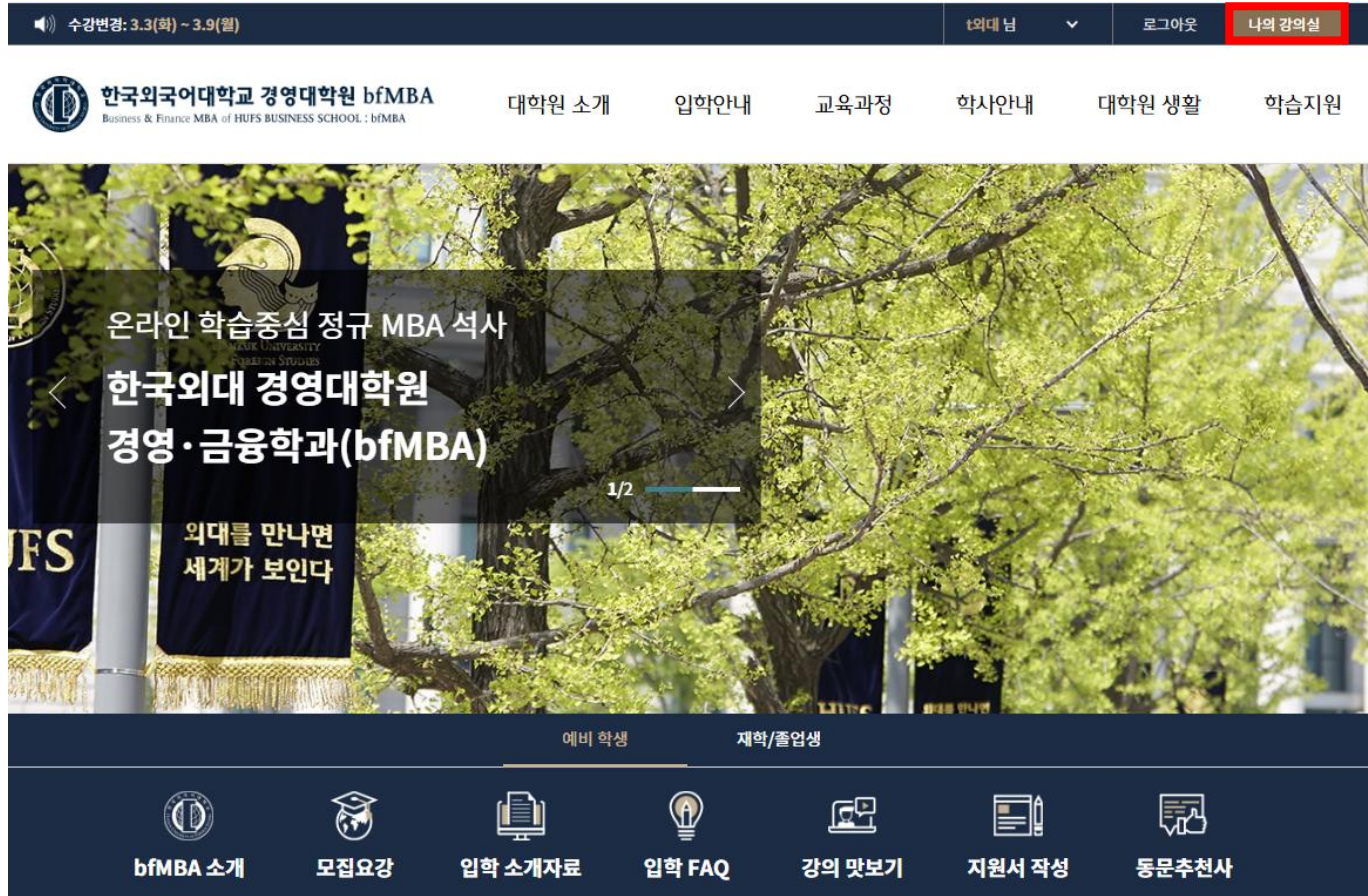 수강변경: 3.3(화) ~ 3.9(월)
t외대 님
로그아웃
나의 강의실
한국외국어대학교 경영대학원 bfMBA
Business & Finance MBA of HUFS BUSINESS SCHOOL : bfMBA
대학원 소개
입학안내
교육과정
학사안내
대학원 생활
학습지원
온라인 학습중심 정규 MBA 석사
한국외대 경영대학원
경영·금융학과(bfMBA)
1/2
UNIVERSITY
FOREIGN STUDIES
외대를 만나면
세계가 보인다
예비 학생
재학/졸업생
bfMBA 소개
모집요강
입학 소개자료
입학 FAQ
강의 맛보기
지원서 작성
동문추천사